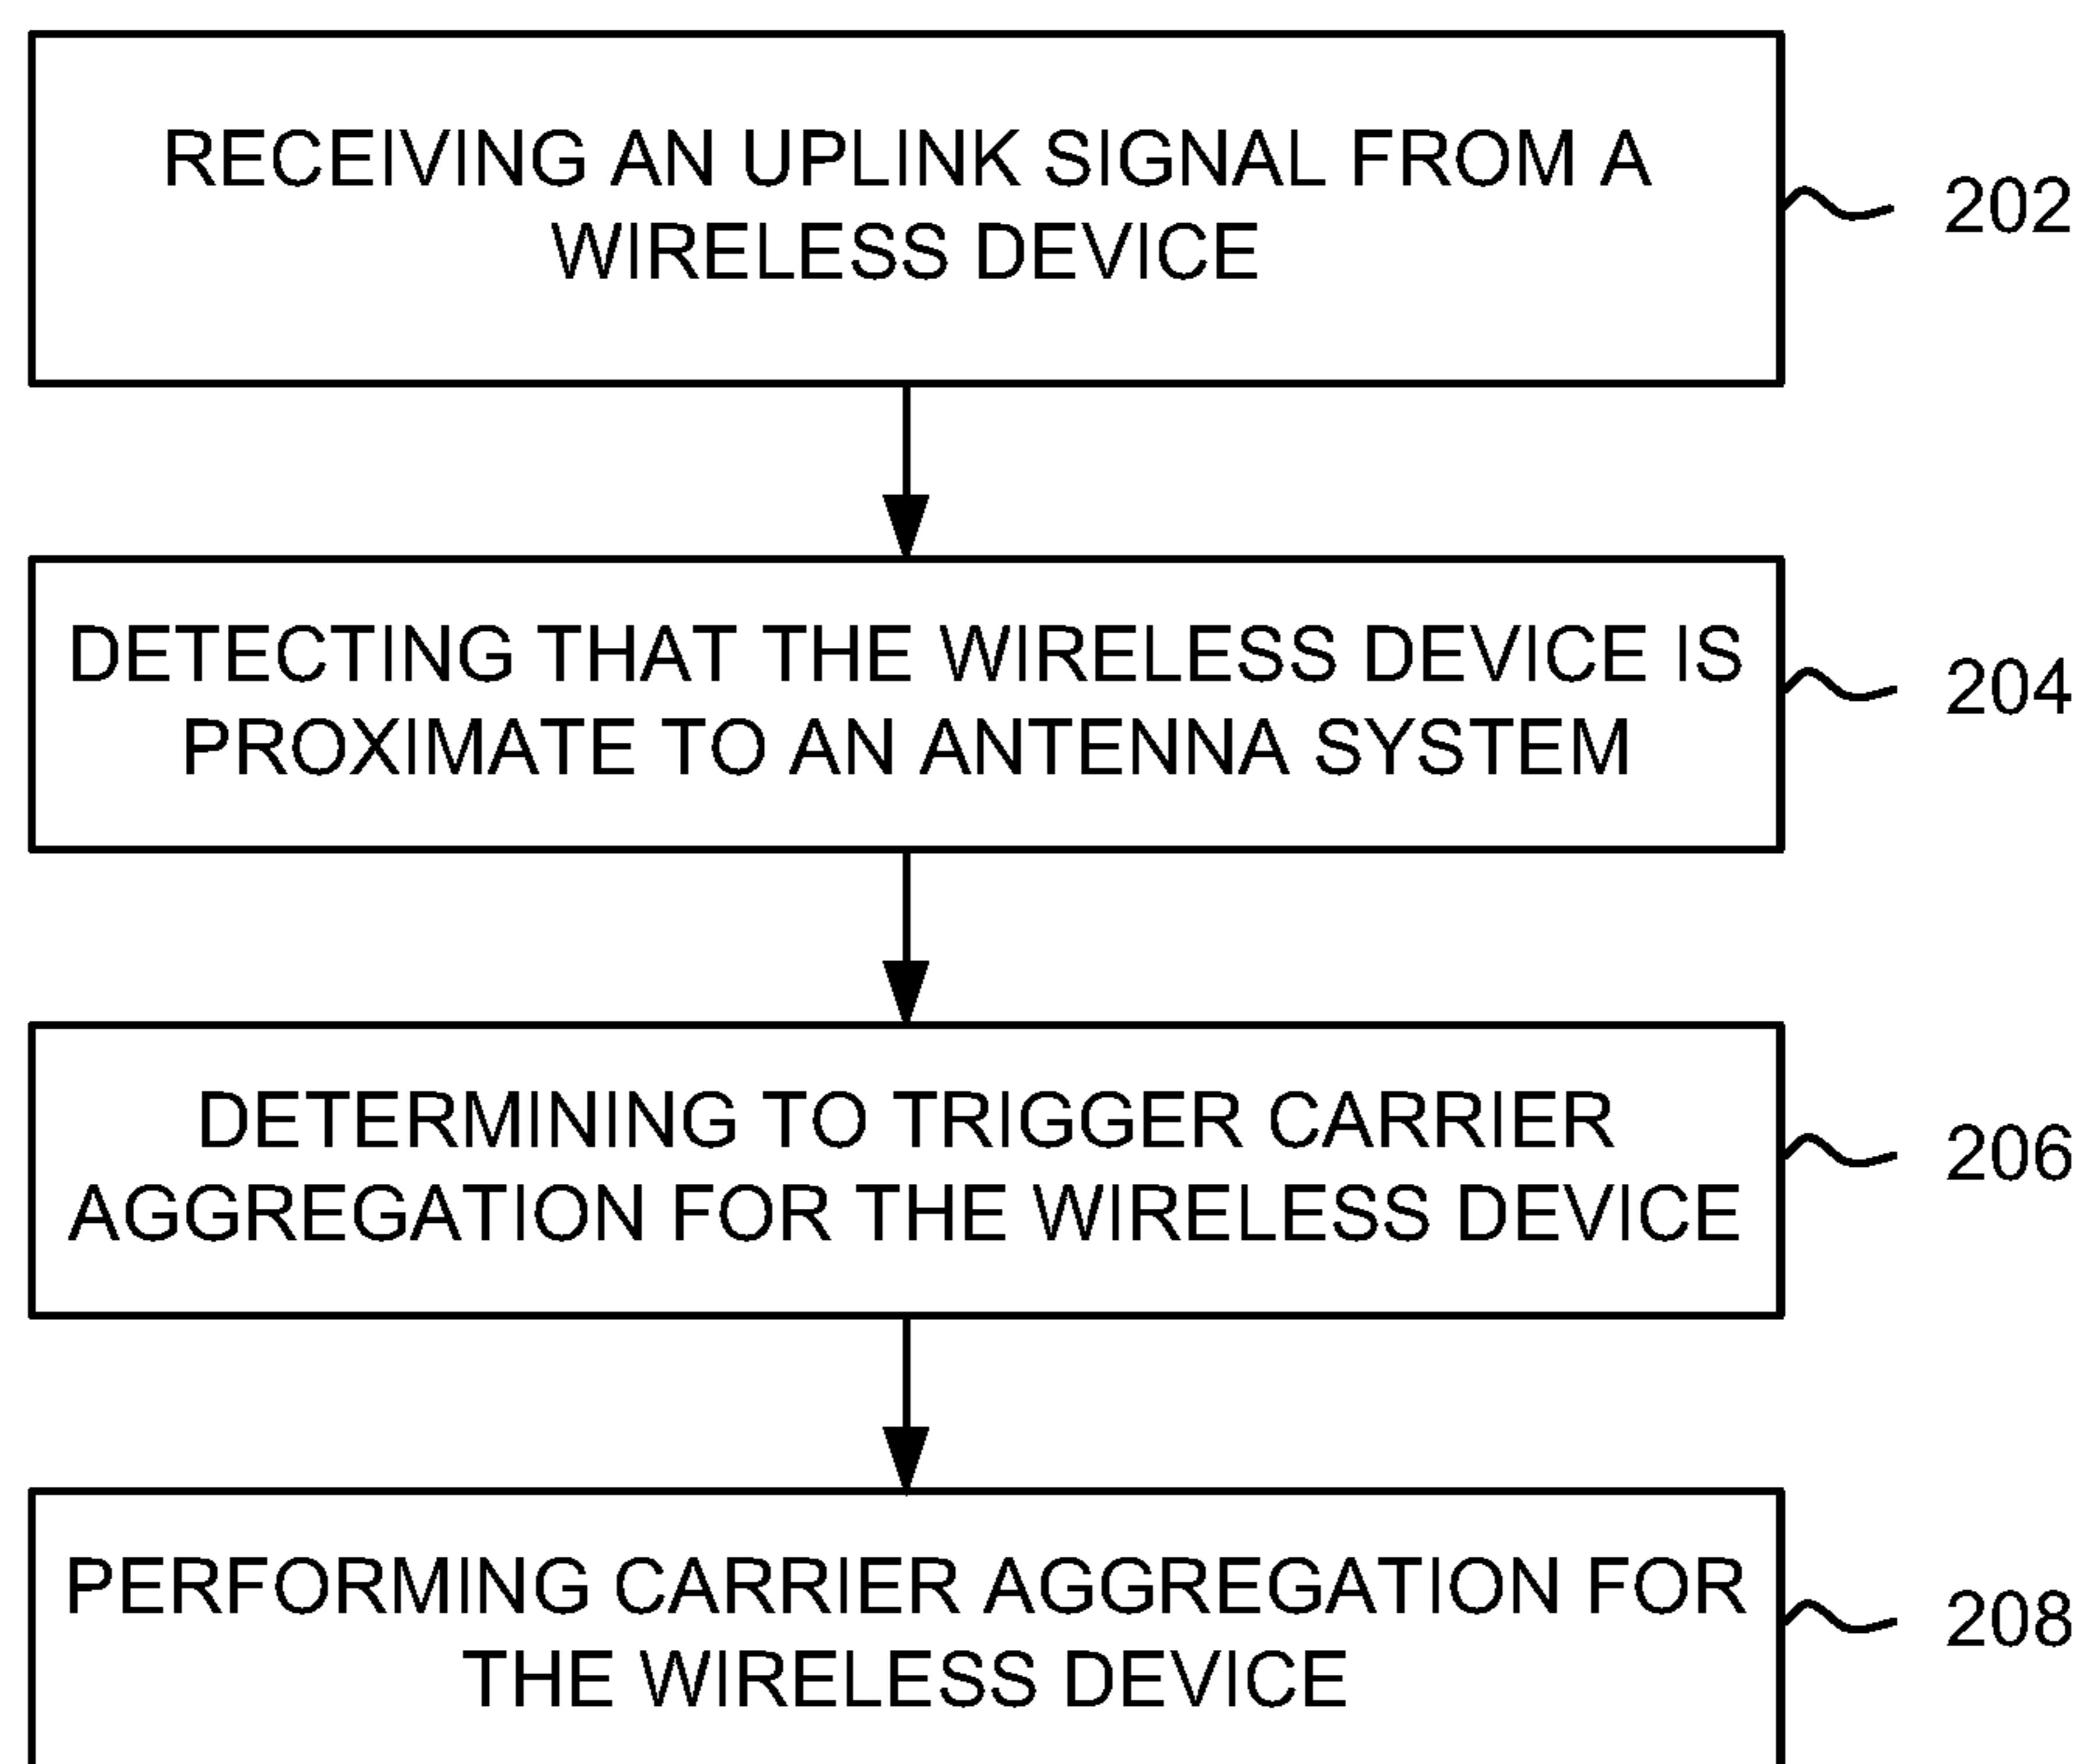 RECEIVING AN UPLINK SIGNAL FROM A
WIRELESS DEVICE
202
DETECTING THAT THE WIRELESS DEVICE IS
PROXIMATE TO AN ANTENNA SYSTEM
204
DETERMINING TO TRIGGER CARRIER
AGGREGATION FOR THE WIRELESS DEVICE
206
PERFORMING CARRIER AGGREGATION FOR
THE WIRELESS DEVICE
208